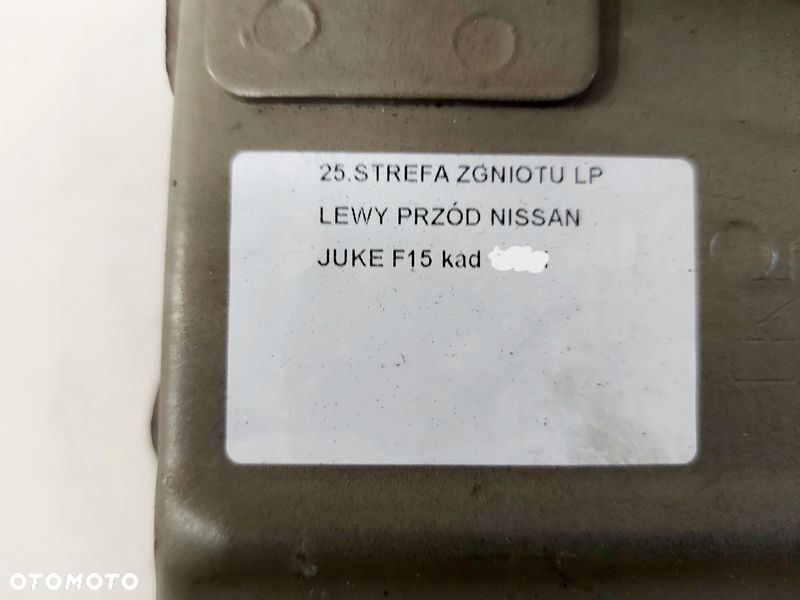 25.STREFA ZGNIOTU LP
LEWY PRZÓD NISSAN
JUKE F15 kad
OTOMOTO